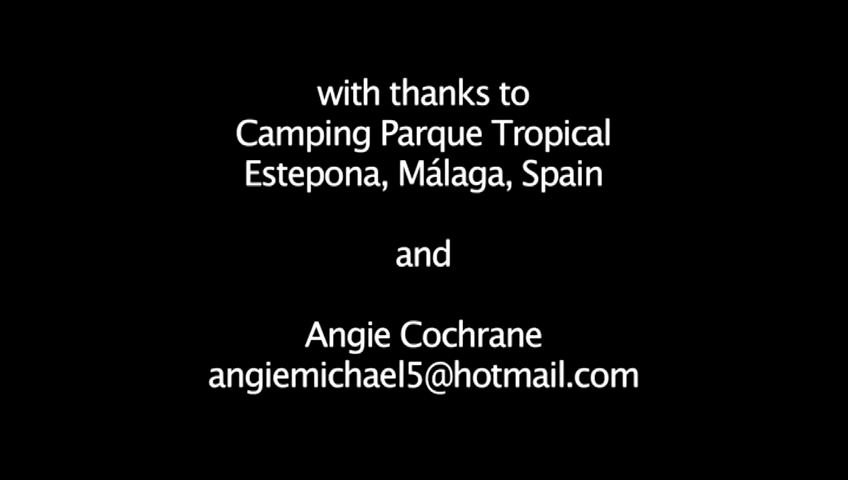 with thanks to
Camping Parque Tropical
Estepona, Málaga, Spain
and
Angie Cochrane
angiemichael5@hotmail.com